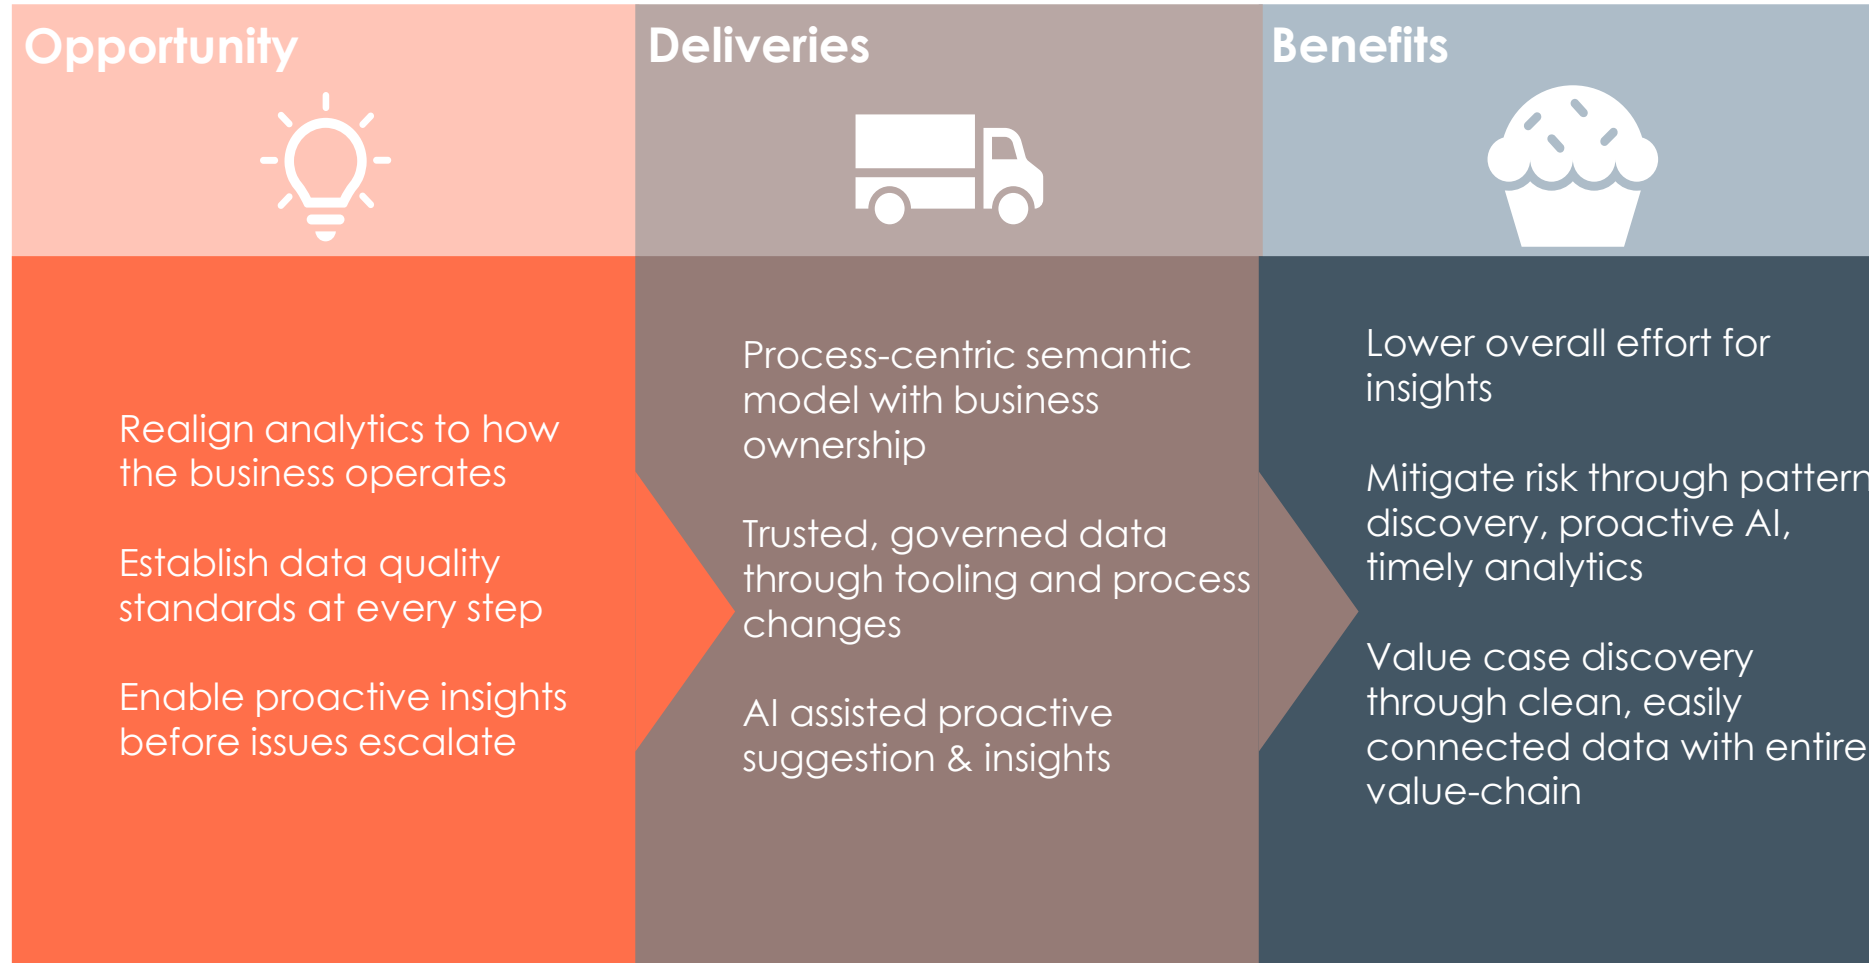 Opportunity
Realign analytics to how
the business operates
Establish data quality
standards at every step
Enable proactive insights
before issues escalate
Deliveries
Process-centric semantic
model with business
ownership
Trusted, governed data
through tooling and process
changes
AI assisted proactive
suggestion & insights
Benefits
Lower overall effort for
insights
Mitigate risk through pattern
discovery, proactive AI,
timely analytics
Value case discovery
through clean, easily
connected data with entire
value-chain